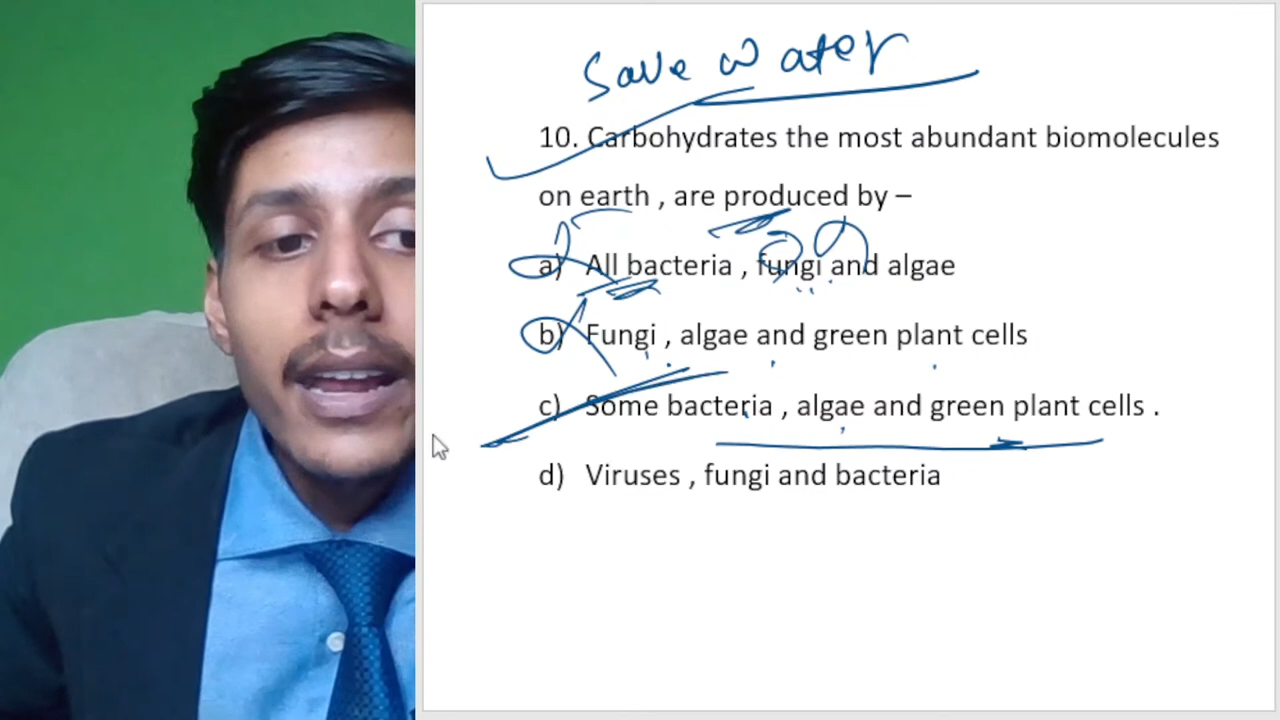 Save Water
10. Carbohydrates the most abundant biomolecules
on earth , are produced by –
a) All bacteria , fungi and algae
b) Fungi , algae and green plant cells
c) Some bacteria , algae and green plant cells .
d) Viruses , fungi and bacteria